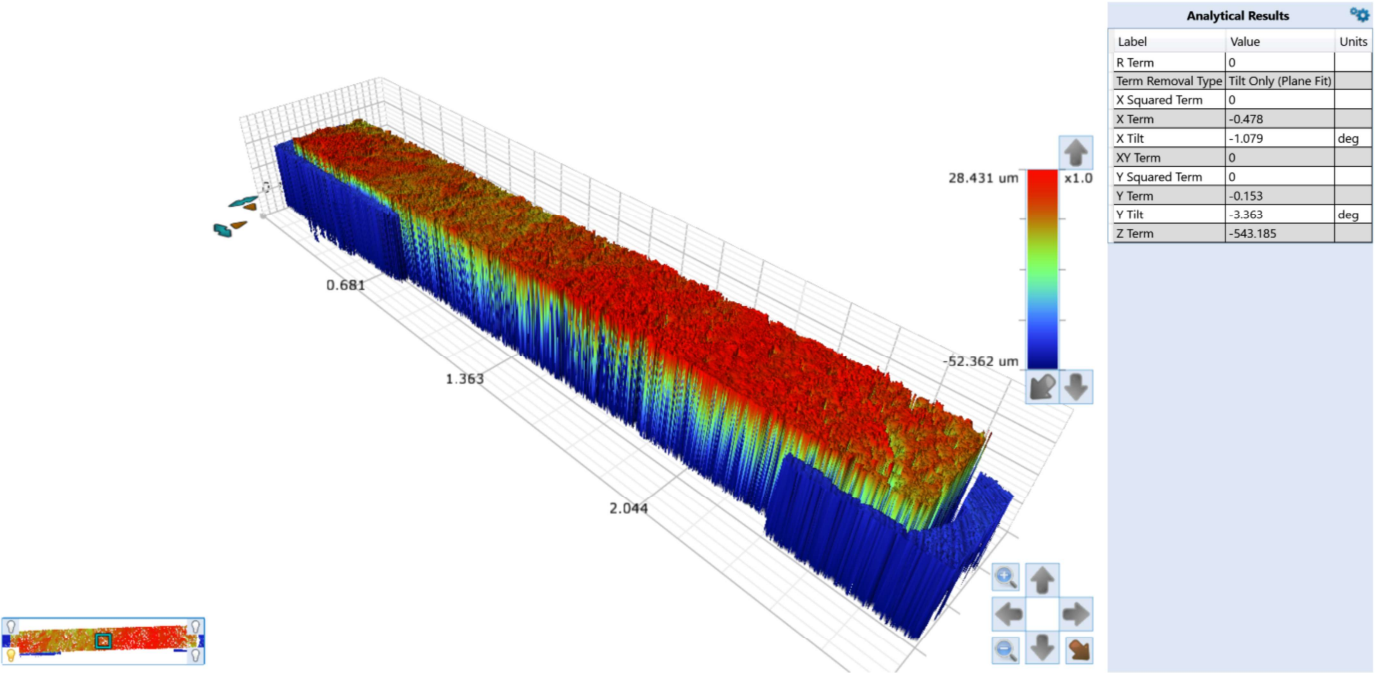 Analytical Results
Label Value Units
R Term 0
Term Removal Type Tilt Only (Plane Fit)
X Squared Term 0
X Term -0.478
X Tilt -1.079 deg
XY Term 0
Y Squared Term 0
Y Term -0.153
Y Tilt -3.363 deg
Z Term -543.185
28.431 um x1.0
-52.362 um
0
0.681
1.363
2.044